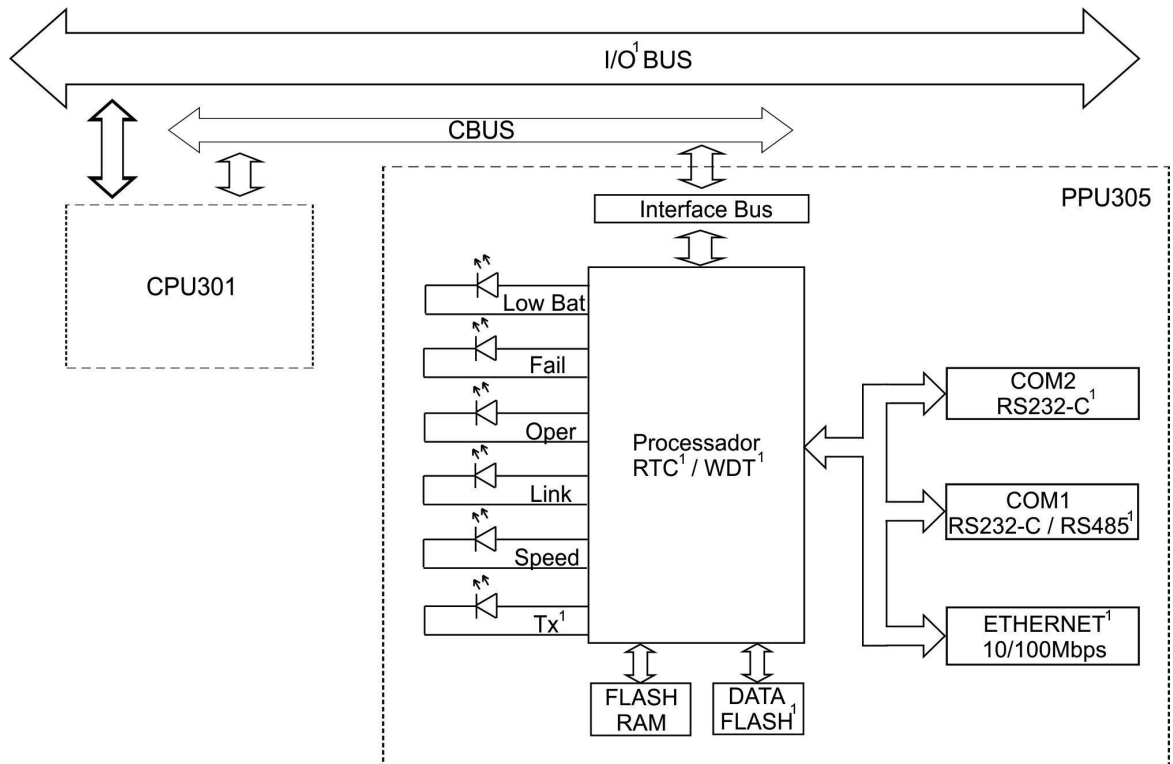 I/O¹ BUS
CBUS
PPU305
Interface Bus
CPU301
Low Bat
Fail
Oper
Link
Speed
Tx¹
Processador
RTC¹ / WDT¹
COM2
RS232-C¹
COM1
RS232-C / RS485¹
ETHERNET¹
10/100Mbps
FLASH
RAM
DATA
FLASH¹